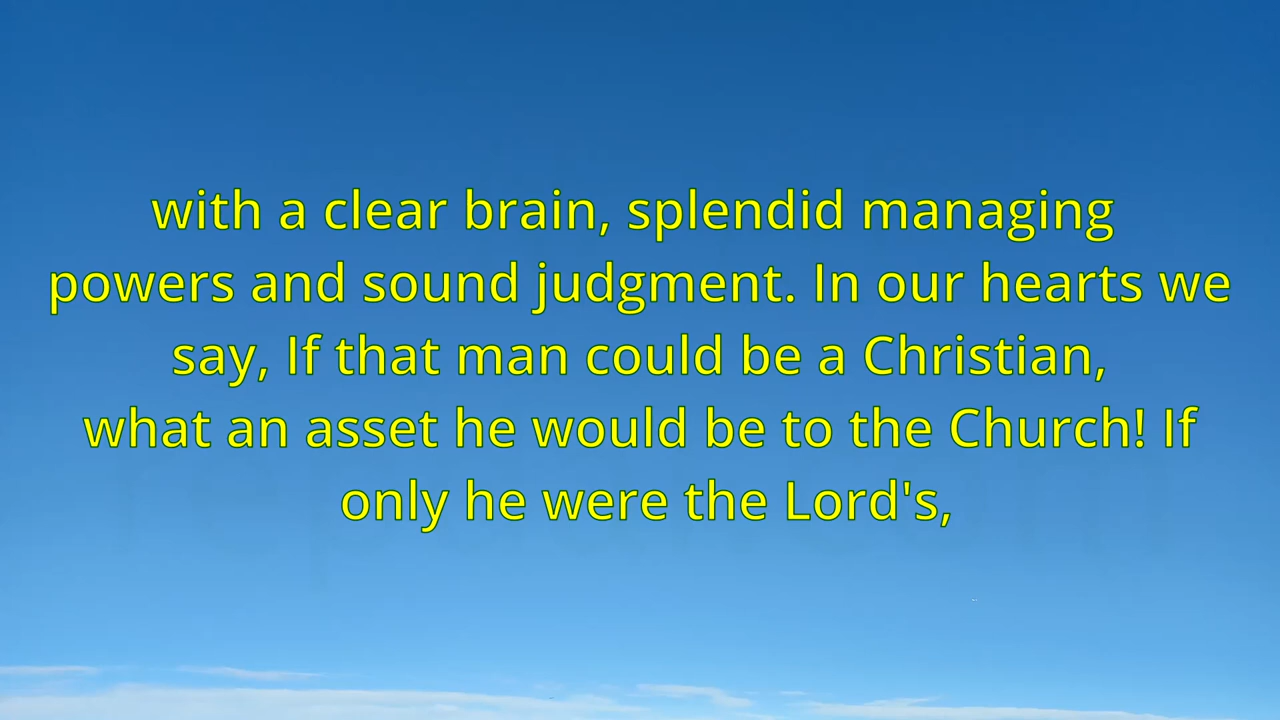 with a clear brain, splendid managing
powers and sound judgment. In our hearts we
say, If that man could be a Christian,
what an asset he would be to the Church! If
only he were the Lord's,